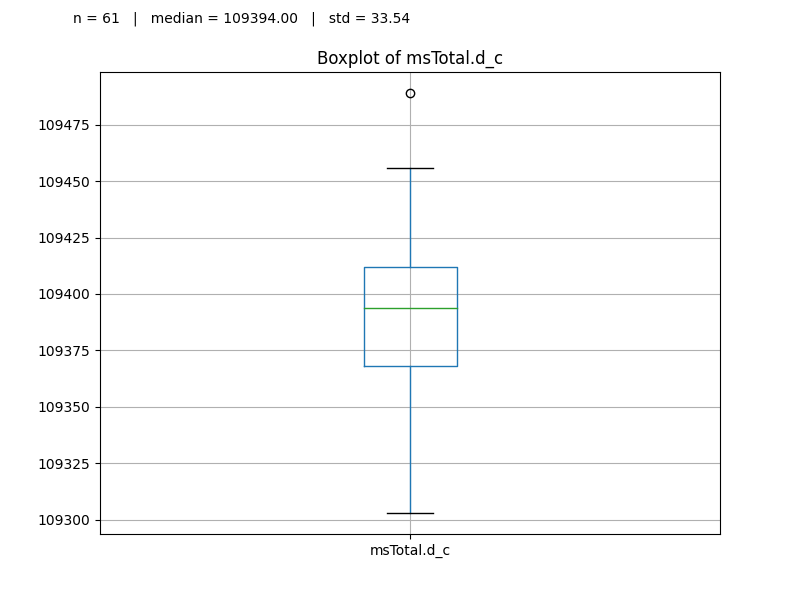 n = 61   |   median = 109394.00   |   std = 33.54
Boxplot of msTotal.d_c
109475
109450
109425
109400
109375
109350
109325
109300
msTotal.d_c